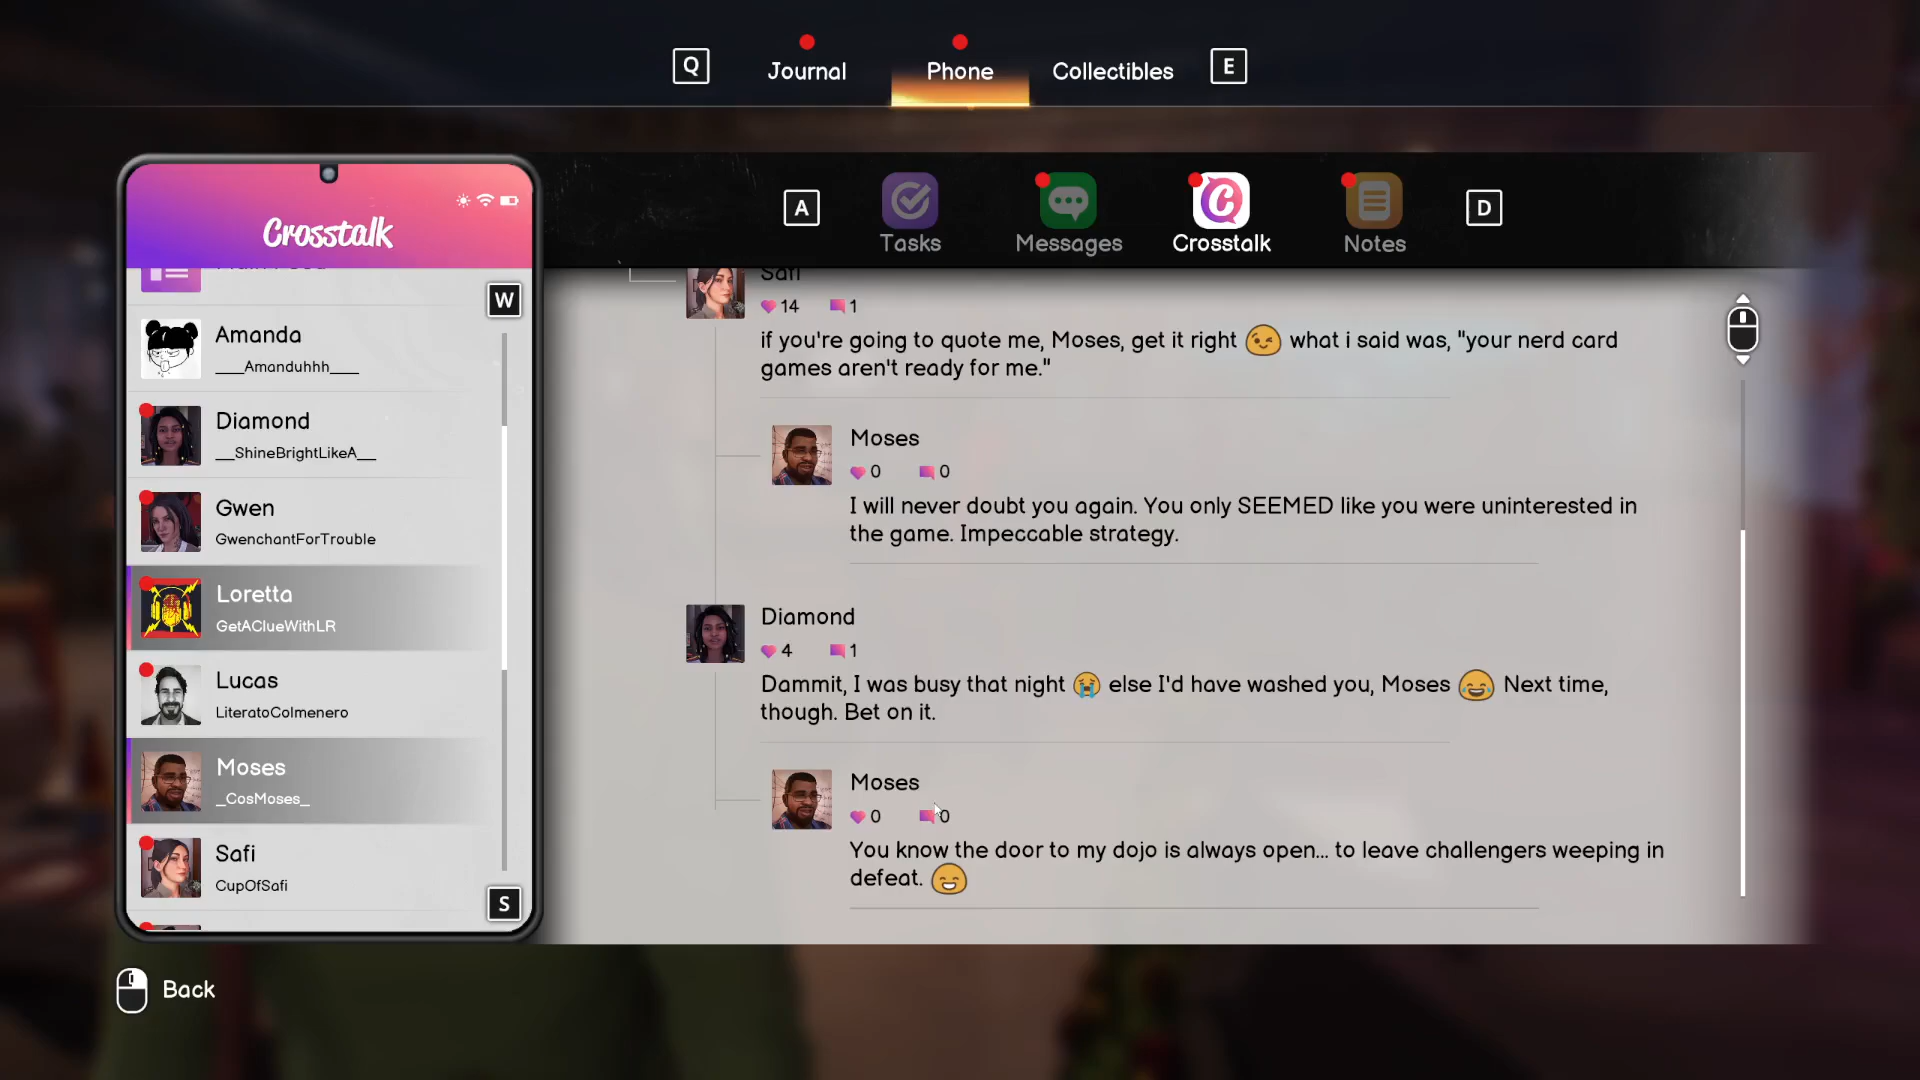 Q
Journal
Phone
Collectibles
E
Crosstalk
W
Amanda
___Amanduhhh___
Diamond
__ShineBrightLikeA__
Gwen
GwenchantForTrouble
Loretta
GetAClueWithLR
Lucas
LiteratoColmenero
Moses
_CosMoses_
Safi
CupOfSafi
S
A
Tasks
Messages
Crosstalk
Notes
D
Safi
14 1
if you're going to quote me, Moses, get it right 😉 what i said was, "your nerd card
games aren't ready for me."
Moses
0 0
I will never doubt you again. You only SEEMED like you were uninterested in
the game. Impeccable strategy.
Diamond
4 1
Dammit, I was busy that night 😭 else I'd have washed you, Moses 😂 Next time,
though. Bet on it.
Moses
0 0
You know the door to my dojo is always open... to leave challengers weeping in
defeat. 😄
Back